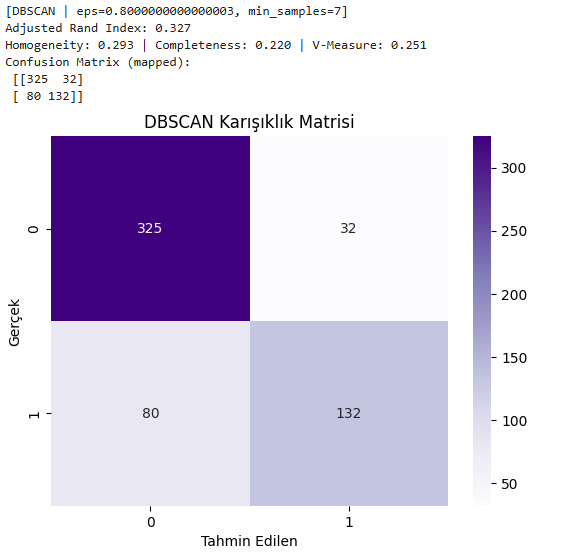 [DBSCAN | eps=0.8000000000000003, min_samples=7]
Adjusted Rand Index: 0.327
Homogeneity: 0.293 | Completeness: 0.220 | V-Measure: 0.251
Confusion Matrix (mapped):
[[325  32]
[ 80 132]]
DBSCAN Karışıklık Matrisi
0
325
32
1
80
132
Gerçek
0
1
Tahmin Edilen
300
250
200
150
100
50